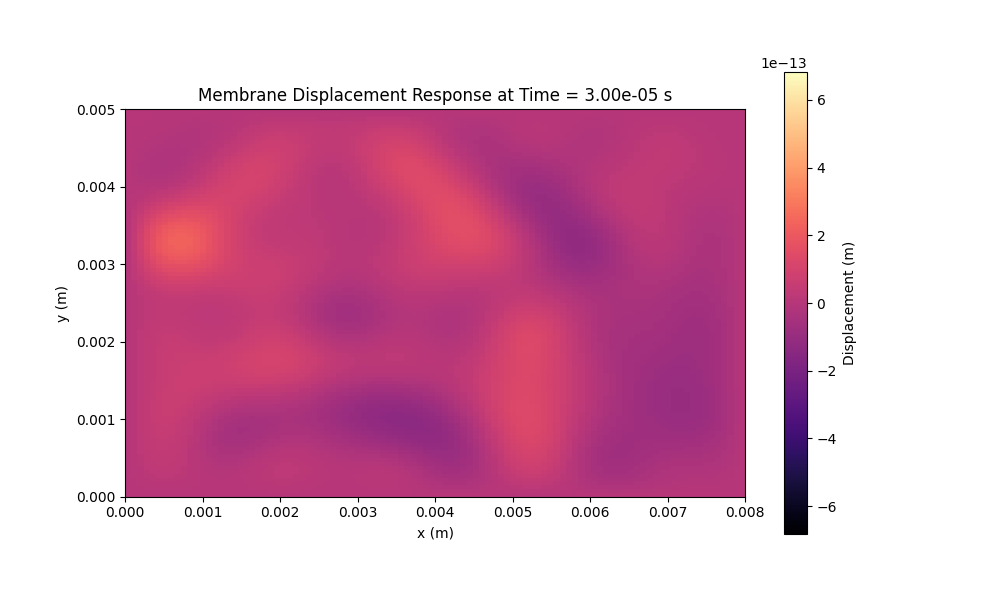 1e−13
Membrane Displacement Response at Time = 3.00e-05 s
0.005
0.004
0.003
0.002
0.001
0.000
y (m)
0.000 0.001 0.002 0.003 0.004 0.005 0.006 0.007 0.008
x (m)
6
4
2
0
−2
−4
−6
Displacement (m)